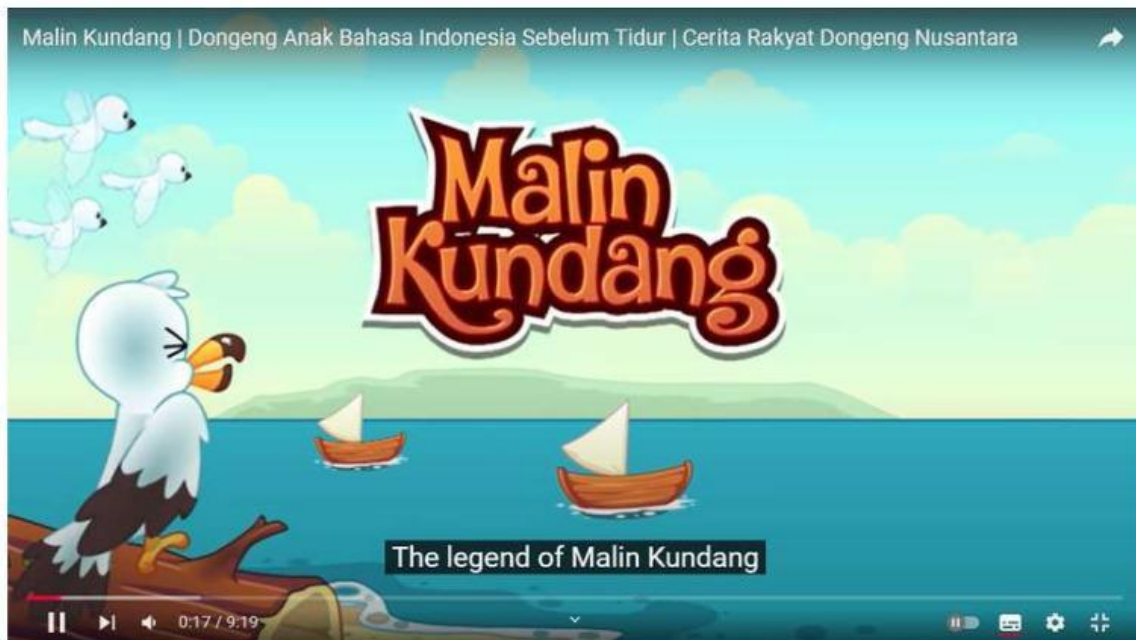 Malin Kundang | Dongeng Anak Bahasa Indonesia Sebelum Tidur | Cerita Rakyat Dongeng Nusantara
Malin
Kundang
The legend of Malin Kundang
0:17 / 9:19